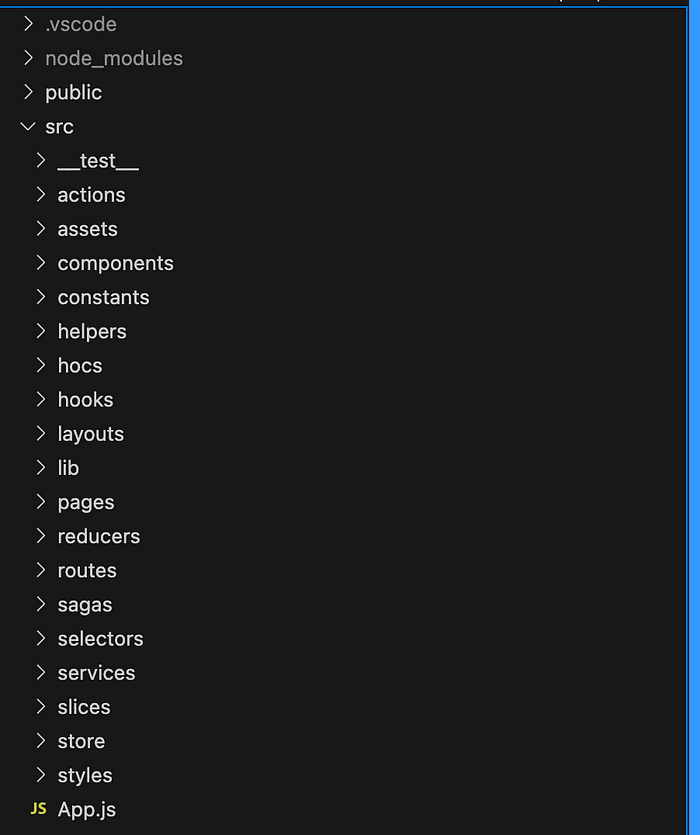 .vscode
node_modules
public
src
__test__
actions
assets
components
constants
helpers
hocs
hooks
layouts
lib
pages
reducers
routes
sagas
selectors
services
slices
store
styles
JS App.js